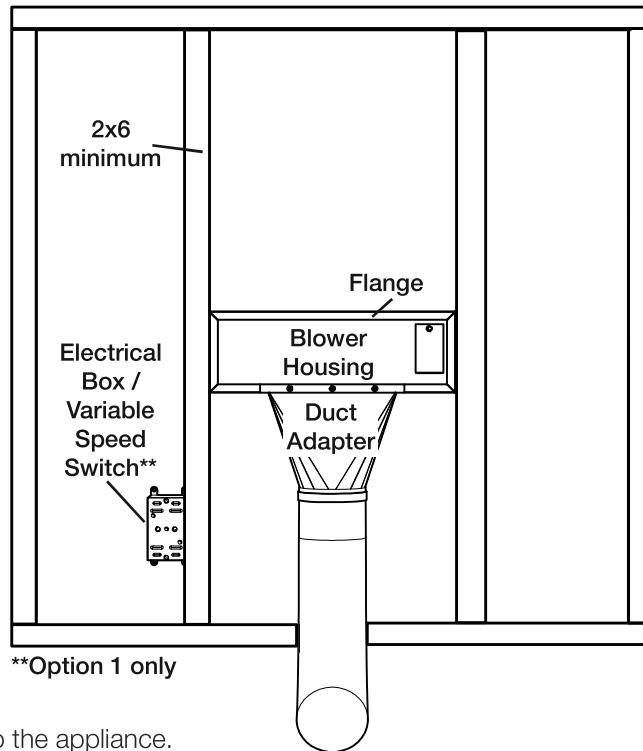 2x6
minimum
Flange
Blower
Housing
Electrical
Box /
Variable
Speed
Switch**
Duct
Adapter
**Option 1 only
o the appliance.